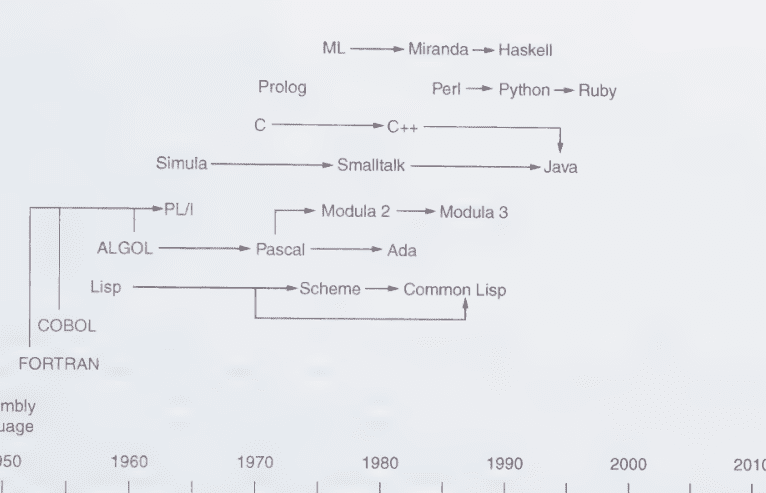 ML Miranda Haskell
Prolog Perl Python Ruby
C C++
Simula Smalltalk Java
PL/I Modula 2 Modula 3
ALGOL Pascal Ada
Lisp Scheme Common Lisp
COBOL
FORTRAN
mbly
uage
950 1960 1970 1980 1990 2000 2010